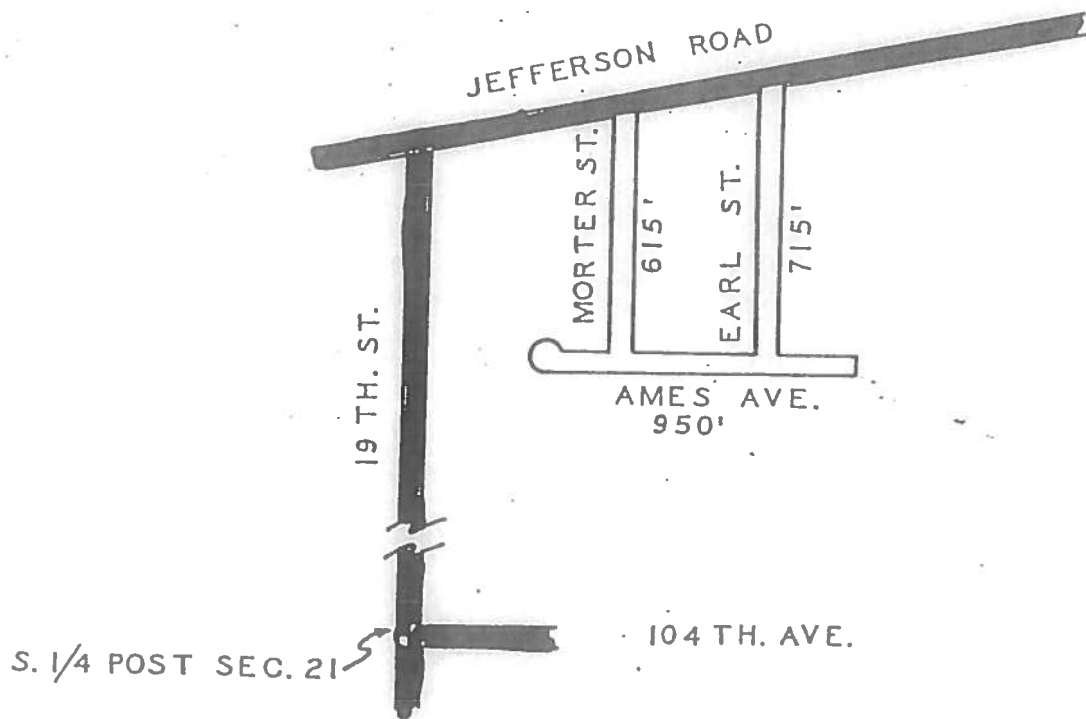 JEFFERSON ROAD
MORTER ST.
615'
EARL ST.
715'
19 TH. ST.
AMES AVE.
950'
104 TH. AVE.
S. 1/4 POST SEC. 21